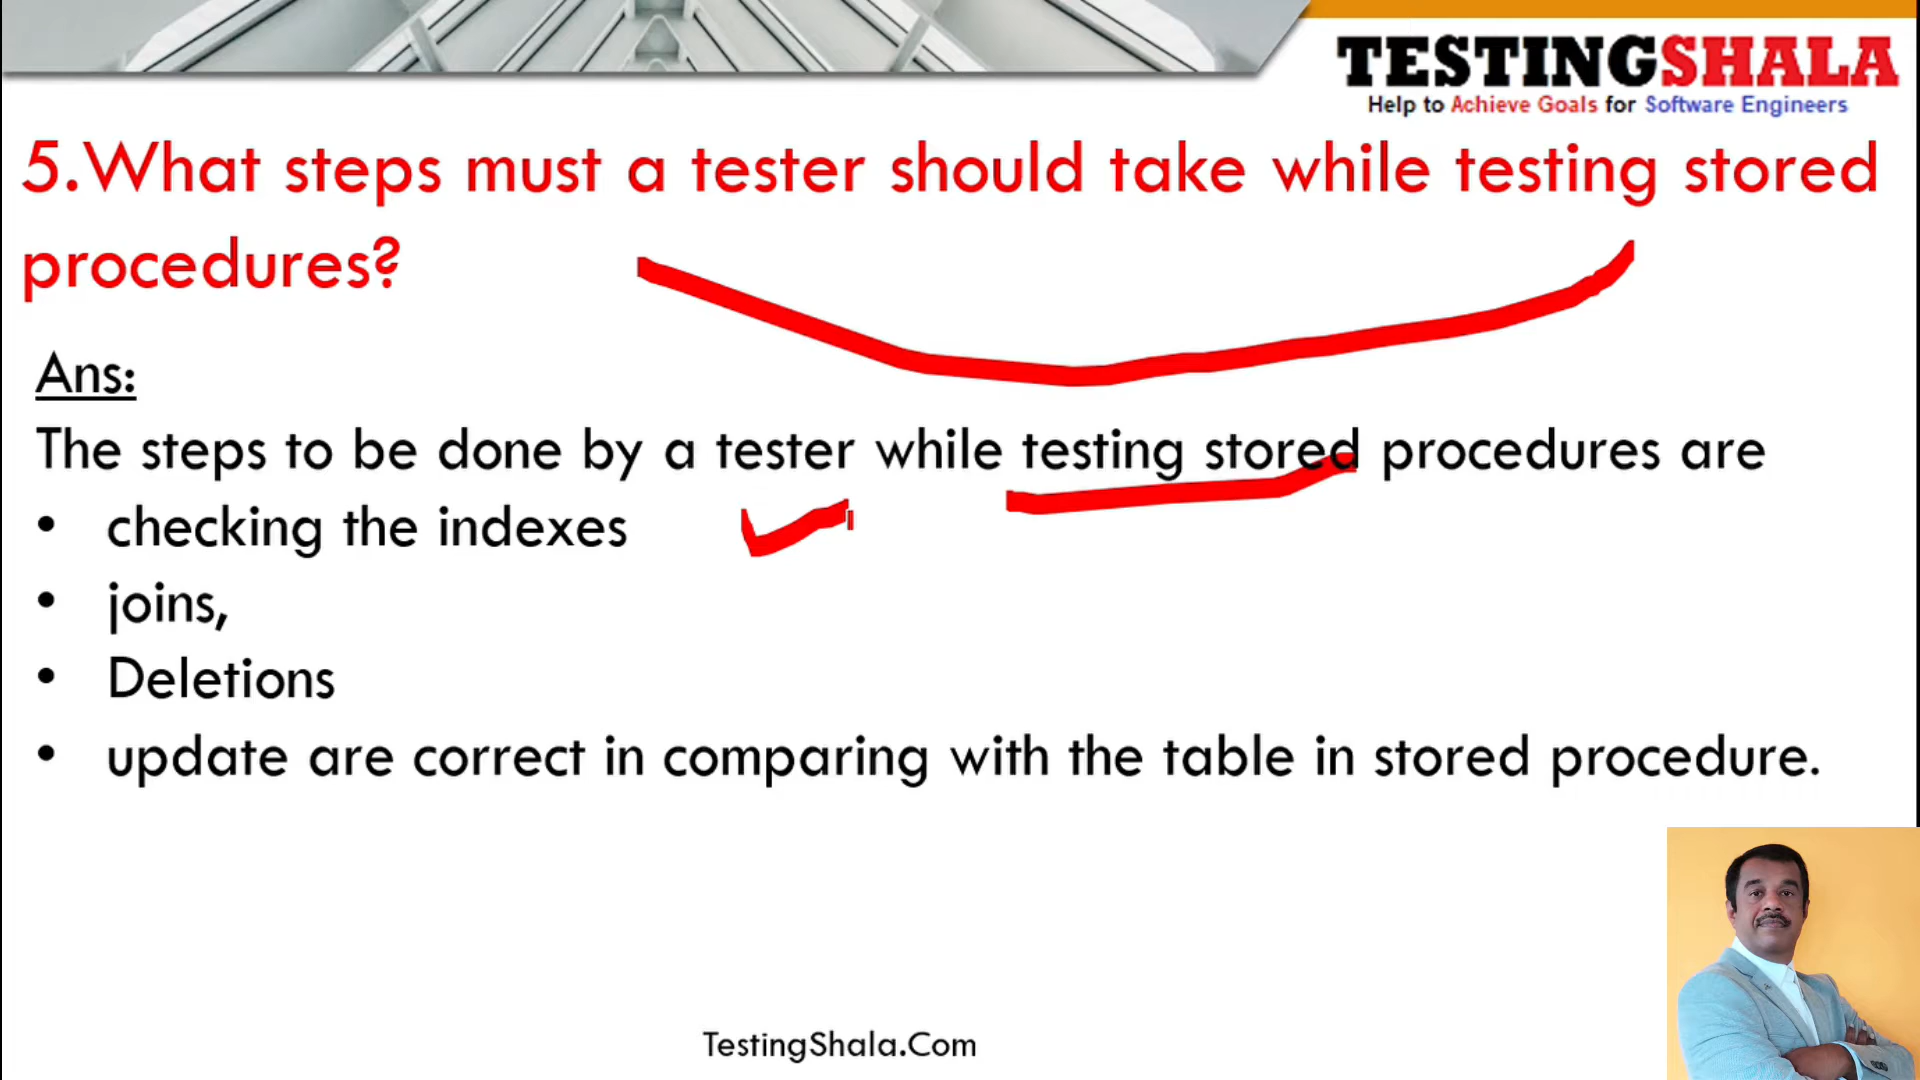 TESTINGSHALA
Help to Achieve Goals for Software Engineers
5.What steps must a tester should take while testing stored
procedures?
Ans:
The steps to be done by a tester while testing stored procedures are
• checking the indexes
• joins,
• Deletions
• update are correct in comparing with the table in stored procedure.
TestingShala.Com